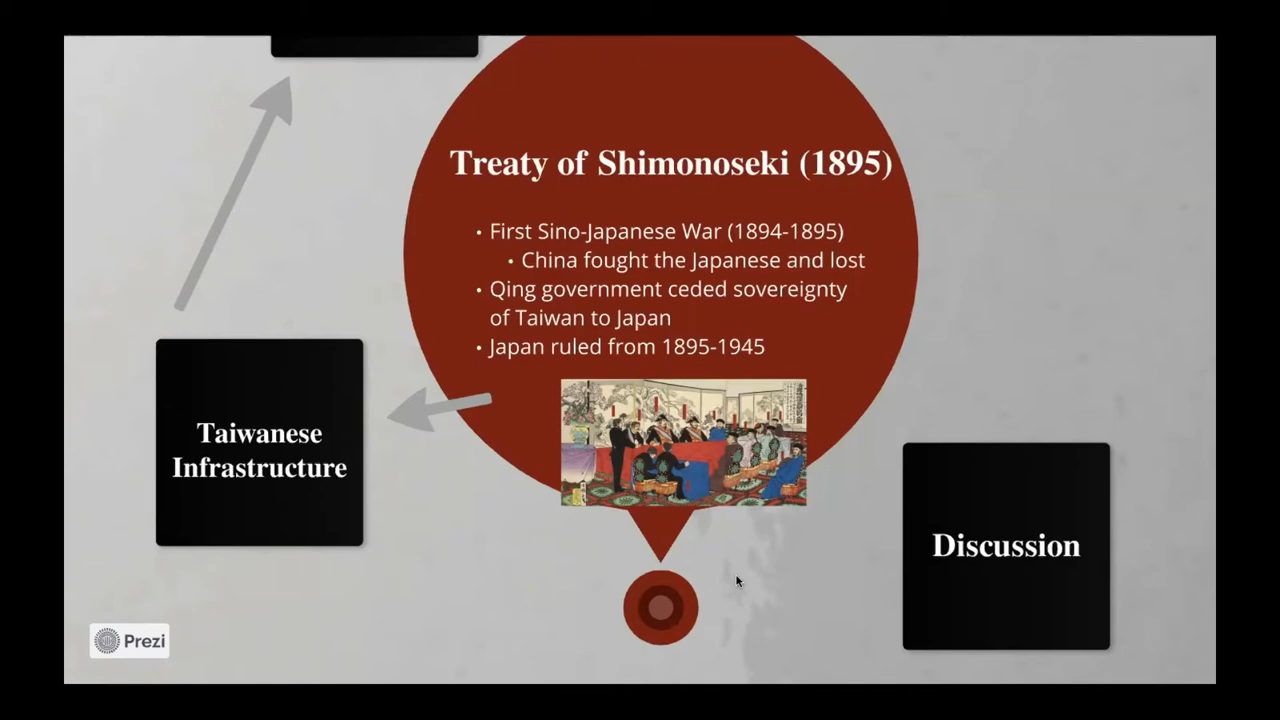 Treaty of Shimonoseki (1895)
• First Sino-Japanese War (1894-1895)
• China fought the Japanese and lost
• Qing government ceded sovereignty
of Taiwan to Japan
• Japan ruled from 1895-1945
Taiwanese
Infrastructure
Discussion
Prezi